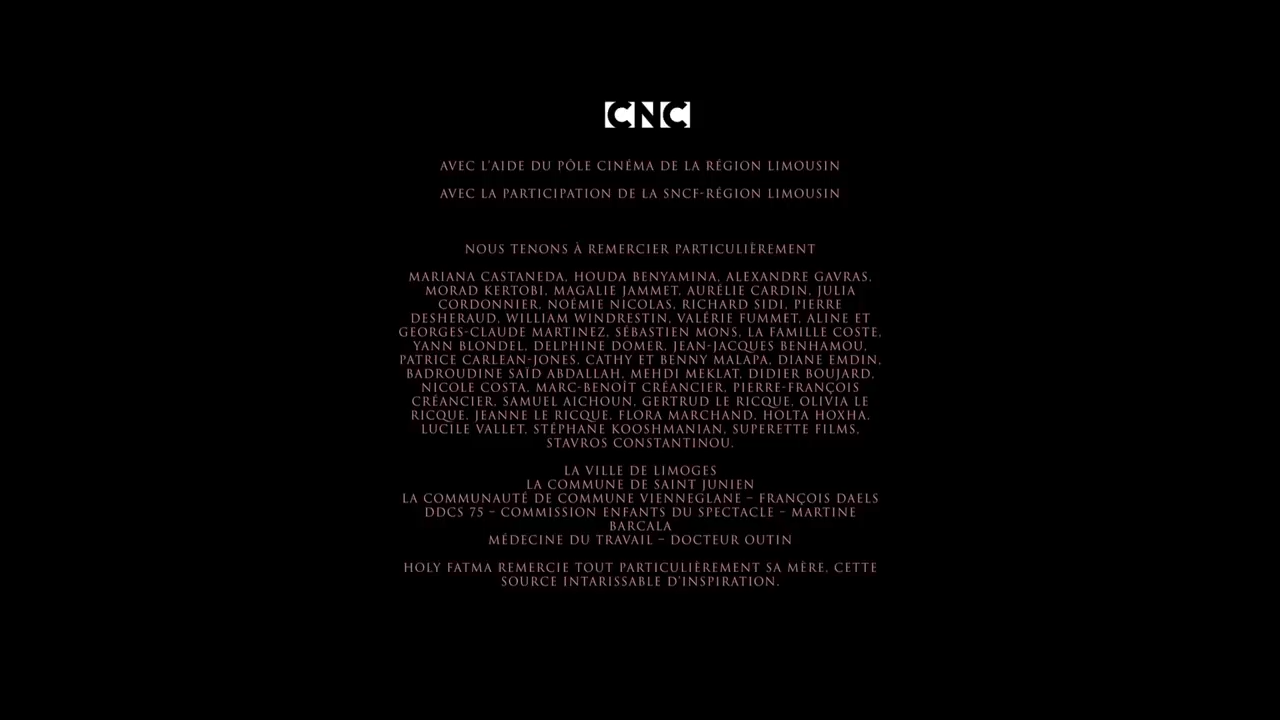 CNC
AVEC L'AIDE DU PÔLE CINÉMA DE LA RÉGION LIMOUSIN
AVEC LA PARTICIPATION DE LA SNCF-RÉGION LIMOUSIN
NOUS TENONS À REMERCIER PARTICULIÈREMENT
MARIANA CASTANEDA, HOUDA BENYAMINA, ALEXANDRE GAVRAS,
MORAD KERTOBI, MAGALIE JAMMET, AURÉLIE CARDIN, JULIA
CORDONNIER, NOÉMIE NICOLAS, RICHARD SIDI, PIERRE
DESHERAUD, WILLIAM WINDRESTIN, VALÉRIE FUMMET, ALINE ET
GEORGES-CLAUDE MARTINEZ, SÉBASTIEN MONS, LA FAMILLE COSTE,
YANN BLONDEL, DELPHINE DOMER, JEAN-JACQUES BENHAMOU,
PATRICE CARLEAN-JONES, CATHY ET BENNY MALAPA, DIANE EMDIN,
BADROUDINE SAÏD ABDALLAH, MEHDI MEKLAT, DIDIER BOUJARD,
NICOLE COSTA, MARC-BENOÎT CRÉANCIER, PIERRE-FRANÇOIS
CRÉANCIER, SAMUEL AICHOUN, GERTRUD LE RICQUE, OLIVIA LE
RICQUE, JEANNE LE RICQUE, FLORA MARCHAND, HOLTA HOXHA,
LUCILE VALLET, STÉPHANE KOOSHMANIAN, SUPERETTE FILMS,
STAVROS CONSTANTINOU.
LA VILLE DE LIMOGES
LA COMMUNE DE SAINT JUNIEN
LA COMMUNAUTÉ DE COMMUNE VIENNEGLANE – FRANÇOIS DAELS
DDCS 75 – COMMISSION ENFANTS DU SPECTACLE – MARTINE
BARCALA
MÉDECINE DU TRAVAIL – DOCTEUR OUTIN
HOLY FATMA REMERCIE TOUT PARTICULIÈREMENT SA MÈRE, CETTE
SOURCE INTARISSABLE D'INSPIRATION.